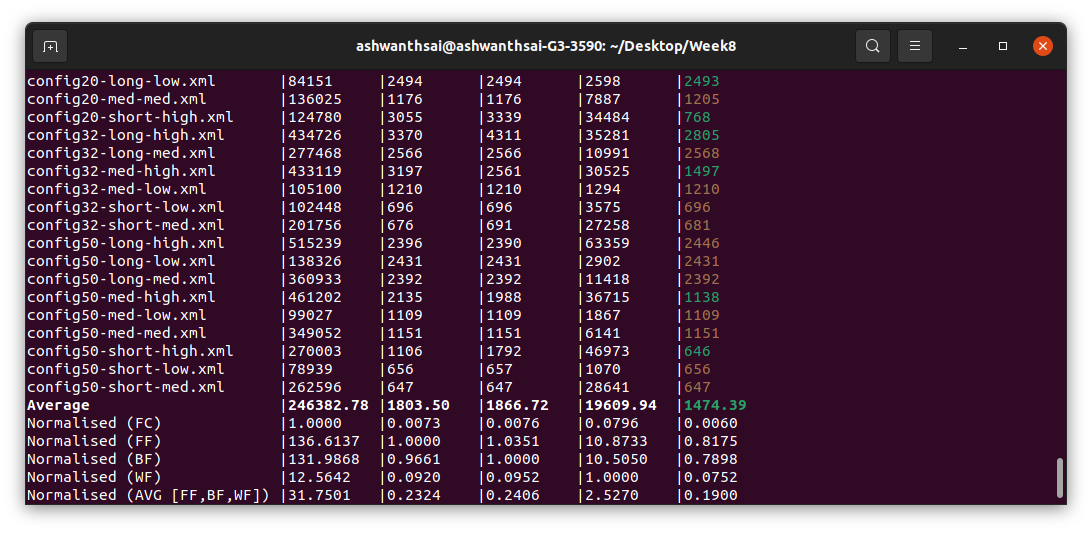 ashwanthsai@ashwanthsai-G3-3590: ~/Desktop/Week8
config20-long-low.xml |84151 |2494 |2494 |2598 |2493
config20-med-med.xml |136025 |1176 |1176 |7887 |1205
config20-short-high.xml |124780 |3055 |3339 |34484 |768
config32-long-high.xml |434726 |3370 |4311 |35281 |2805
config32-long-med.xml |277468 |2566 |2566 |10991 |2568
config32-med-high.xml |433119 |3197 |2561 |30525 |1497
config32-med-low.xml |105100 |1210 |1210 |1294 |1210
config32-short-low.xml |102448 |696 |696 |3575 |696
config32-short-med.xml |201756 |676 |691 |27258 |681
config50-long-high.xml |515239 |2396 |2390 |63359 |2446
config50-long-low.xml |138326 |2431 |2431 |2902 |2431
config50-long-med.xml |360933 |2392 |2392 |11418 |2392
config50-med-high.xml |461202 |2135 |1988 |36715 |1138
config50-med-low.xml |99027 |1109 |1109 |1867 |1109
config50-med-med.xml |349052 |1151 |1151 |6141 |1151
config50-short-high.xml |270003 |1106 |1792 |46973 |646
config50-short-low.xml |78939 |656 |657 |1070 |656
config50-short-med.xml |262596 |647 |647 |28641 |647
Average |246382.78 |1803.50 |1866.72 |19609.94 |1474.39
Normalised (FC) |1.0000 |0.0073 |0.0076 |0.0796 |0.0060
Normalised (FF) |136.6137 |1.0000 |1.0351 |10.8733 |0.8175
Normalised (BF) |131.9868 |0.9661 |1.0000 |10.5050 |0.7898
Normalised (WF) |12.5642 |0.0920 |0.0952 |1.0000 |0.0752
Normalised (AVG [FF,BF,WF]) |31.7501 |0.2324 |0.2406 |2.5270 |0.1900